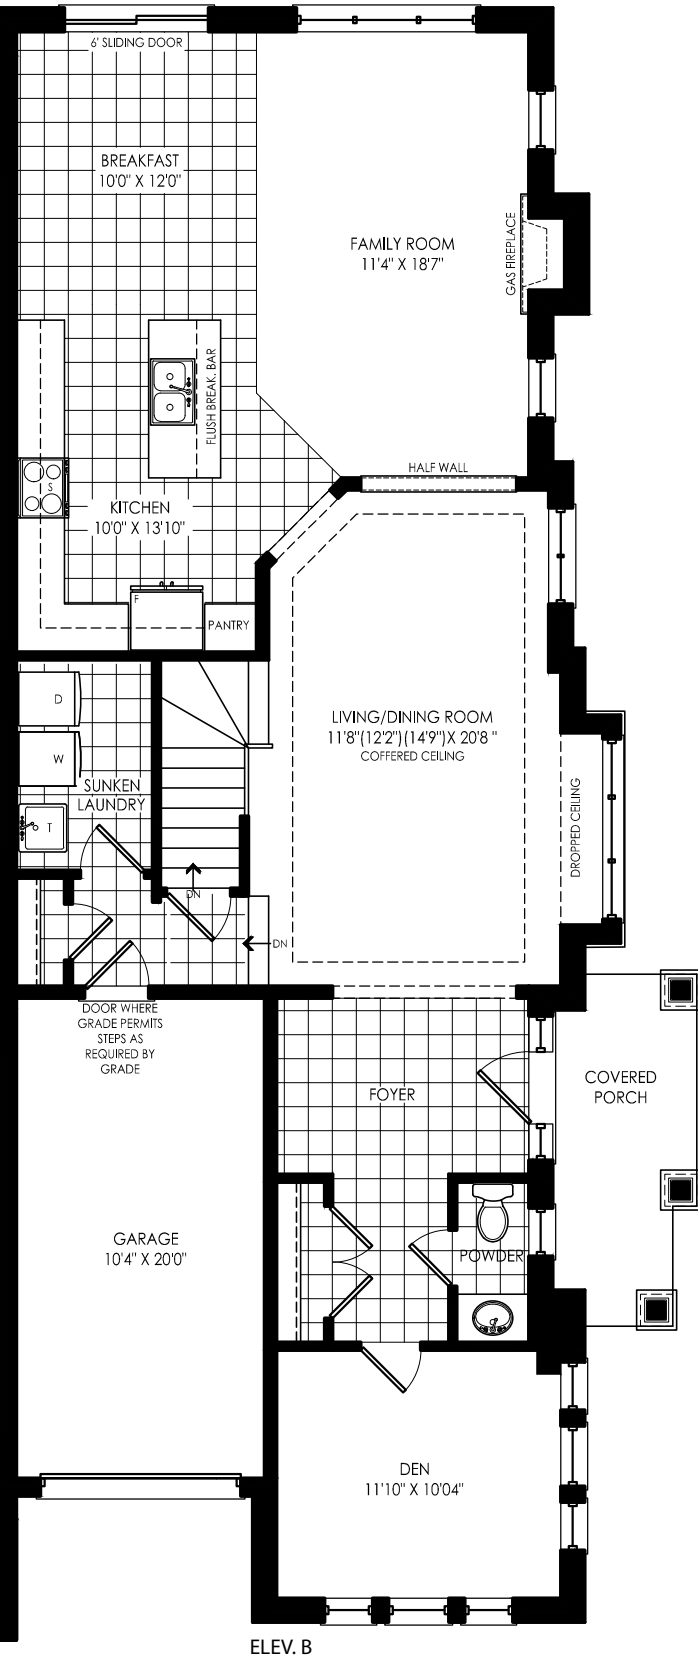 6' SLIDING DOOR
BREAKFAST
10'0" X 12'0"
FAMILY ROOM
11'4" X 18'7"
GAS FIREPLACE
FLUSH BREAK. BAR
HALF WALL
S
KITCHEN
10'0" X 13'10"
F
PANTRY
D
W
SUNKEN
LAUNDRY
T
LIVING/DINING ROOM
11'8"(12'2")(14'9")X 20'8 "
COFFERED CEILING
DROPPED CEILING
DN
DN
DOOR WHERE
GRADE PERMITS
STEPS AS
REQUIRED BY
GRADE
FOYER
COVERED
PORCH
GARAGE
10'4" X 20'0"
POWDER
DEN
11'10" X 10'04"
ELEV. B